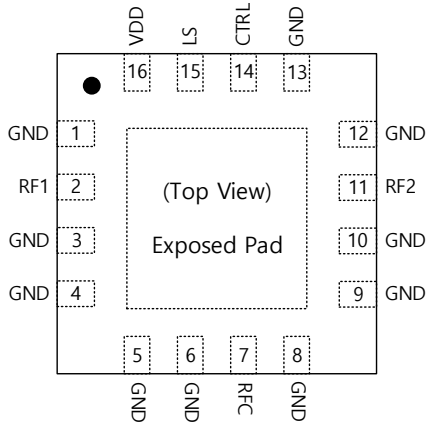 VDD LS CTRL GND
16 15 14 13
GND 1 12 GND
RF1 2 (Top View) 11 RF2
GND 3 Exposed Pad 10 GND
GND 4 9 GND
5 6 7 8
GND GND RFC GND